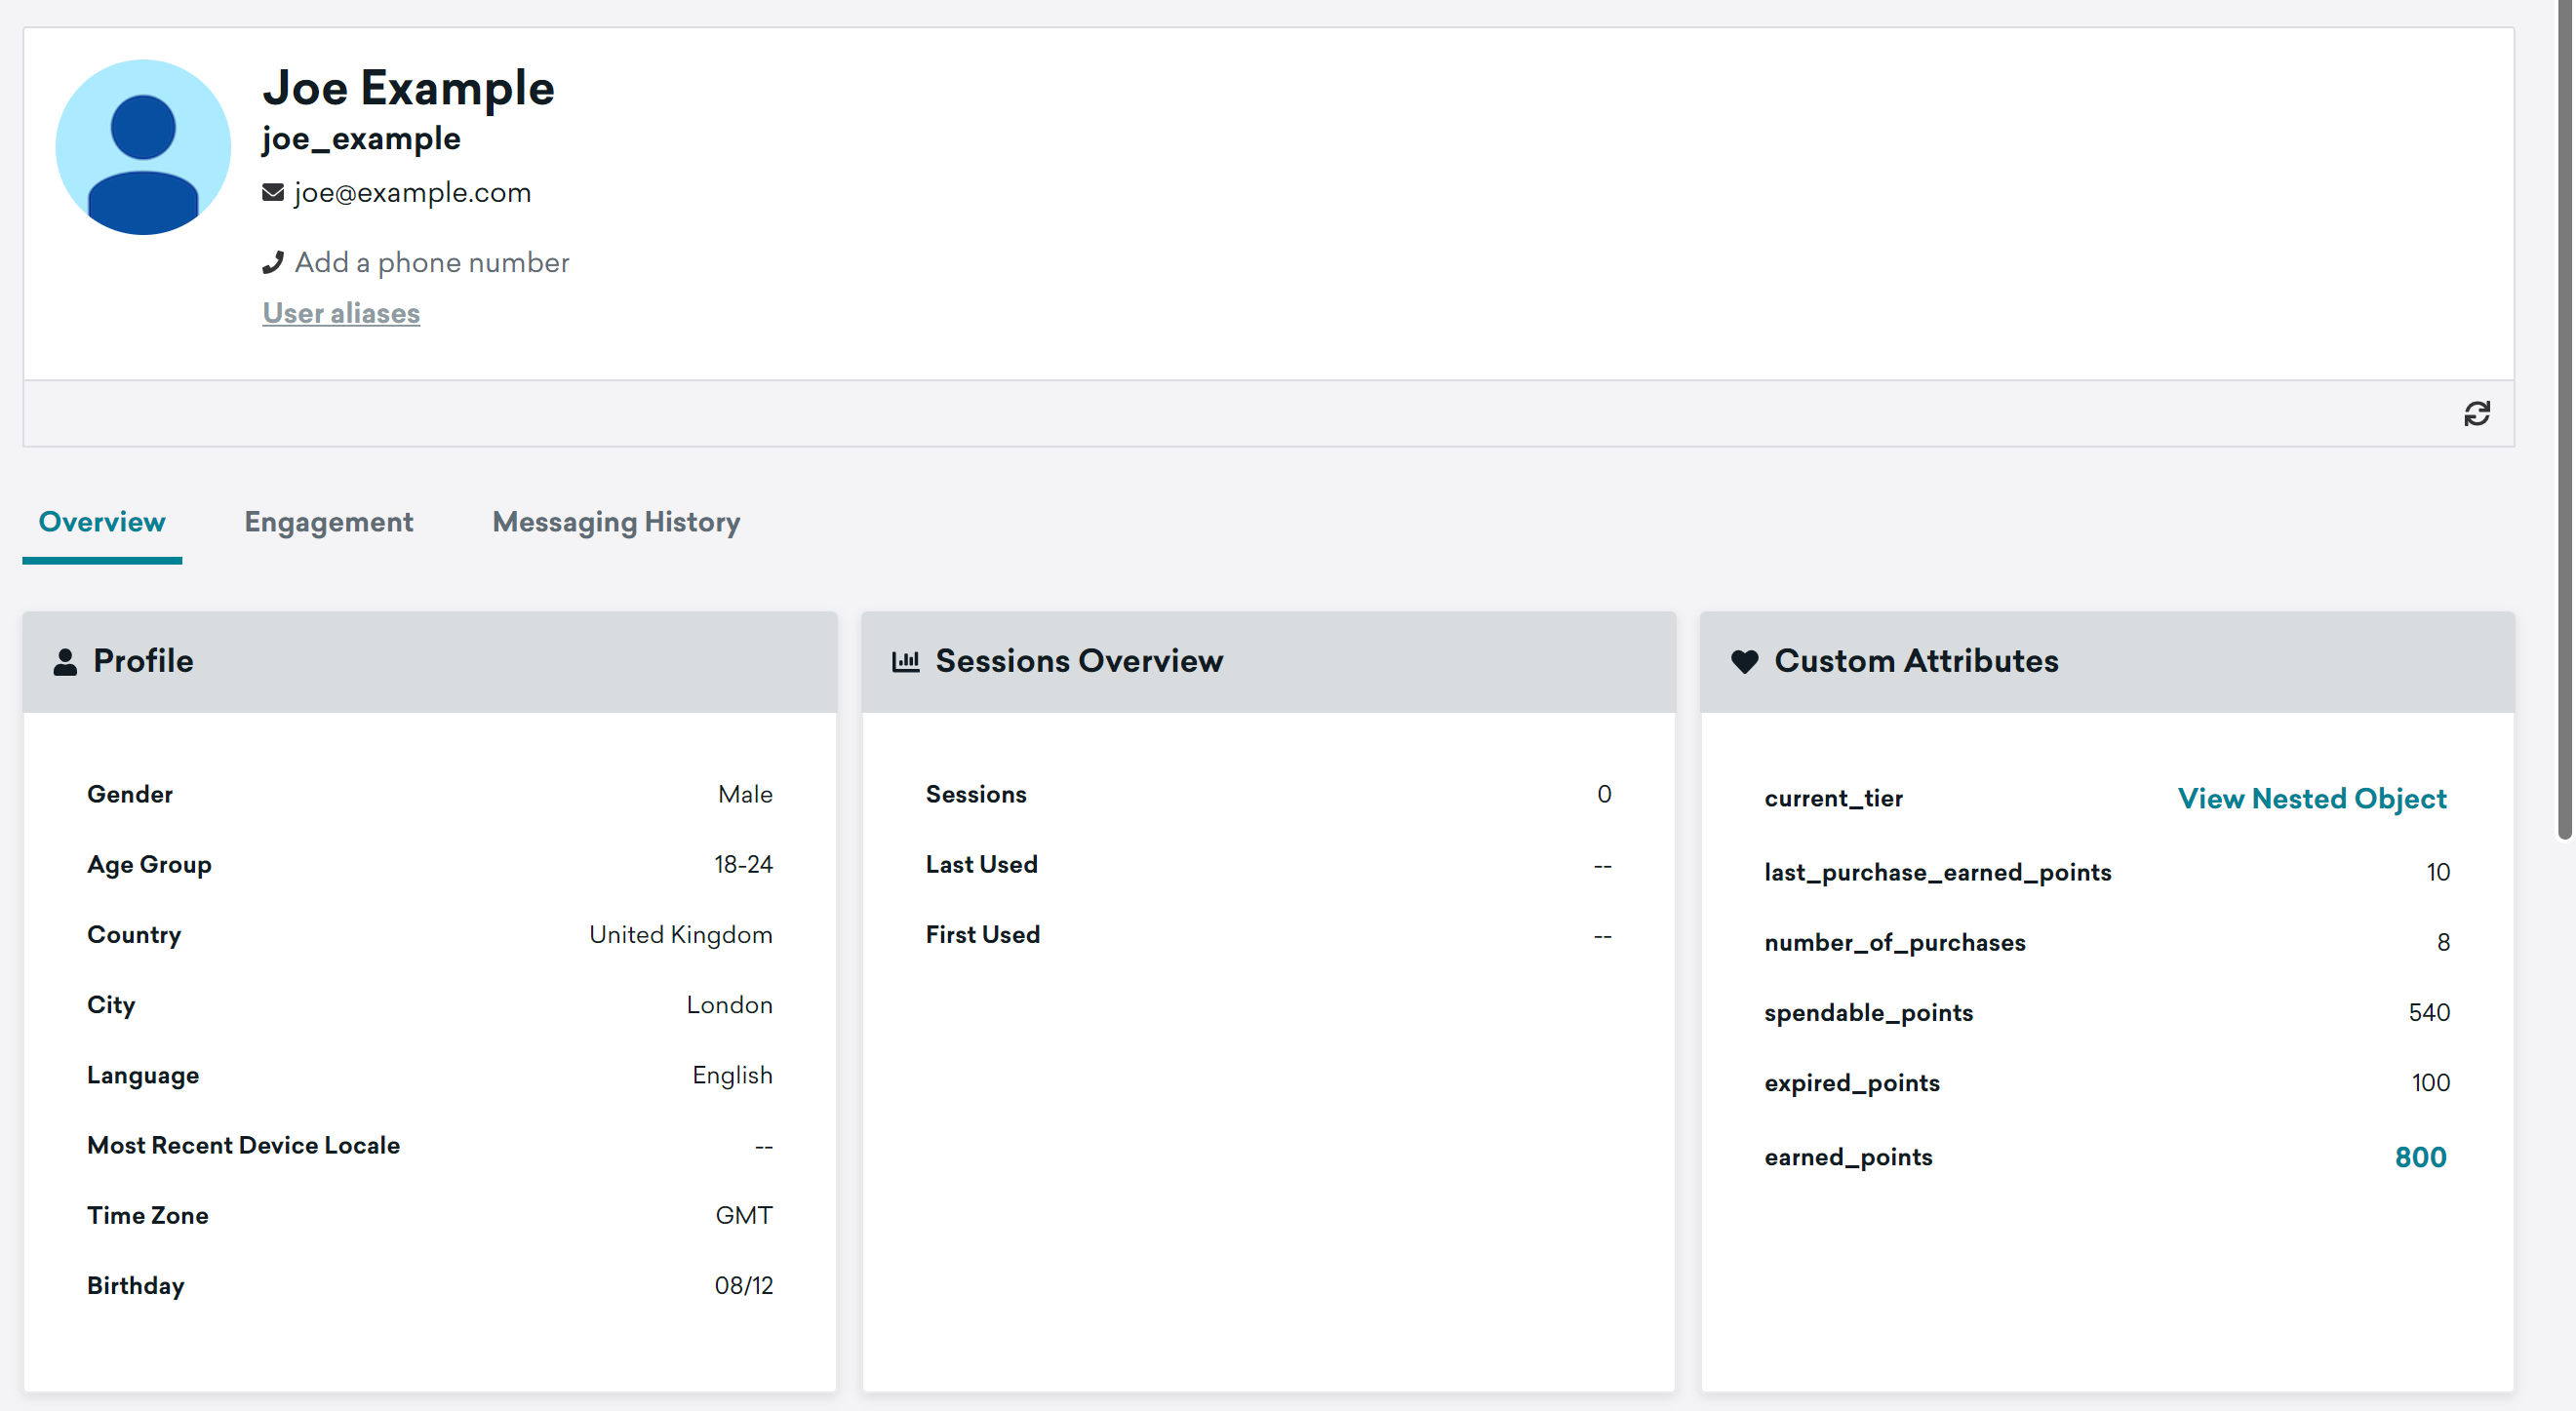 Joe Example
joe_example
joe@example.com
Add a phone number
User aliases
Overview Engagement Messaging History
Profile
Gender Male
Age Group 18-24
Country United Kingdom
City London
Language English
Most Recent Device Locale --
Time Zone GMT
Birthday 08/12
Sessions Overview
Sessions 0
Last Used --
First Used --
Custom Attributes
current_tier View Nested Object
last_purchase_earned_points 10
number_of_purchases 8
spendable_points 540
expired_points 100
earned_points 800